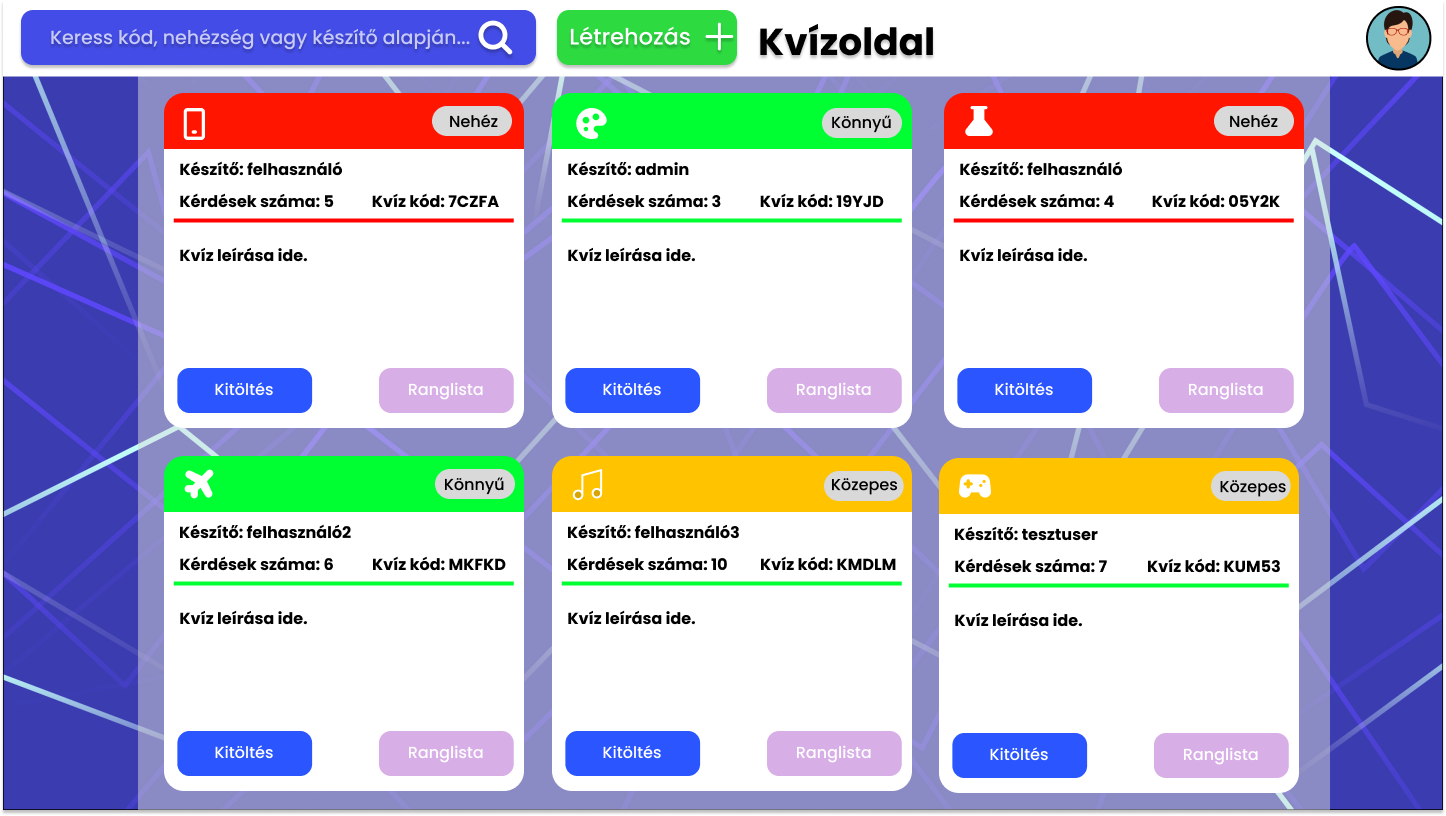 Keress kód, nehézség vagy készítő alapján...
Létrehozás
Kvízoldal
Nehéz
Készítő: felhasználó
Kérdések száma: 5 Kvíz kód: 7CZFA
Kvíz leírása ide.
Kitöltés Ranglista
Könnyű
Készítő: admin
Kérdések száma: 3 Kvíz kód: 19YJD
Kvíz leírása ide.
Kitöltés Ranglista
Nehéz
Készítő: felhasználó
Kérdések száma: 4 Kvíz kód: 05Y2K
Kvíz leírása ide.
Kitöltés Ranglista
Könnyű
Készítő: felhasználó2
Kérdések száma: 6 Kvíz kód: MKFKD
Kvíz leírása ide.
Kitöltés Ranglista
Közepes
Készítő: felhasználó3
Kérdések száma: 10 Kvíz kód: KMDLM
Kvíz leírása ide.
Kitöltés Ranglista
Közepes
Készítő: tesztuser
Kérdések száma: 7 Kvíz kód: KUM53
Kvíz leírása ide.
Kitöltés Ranglista